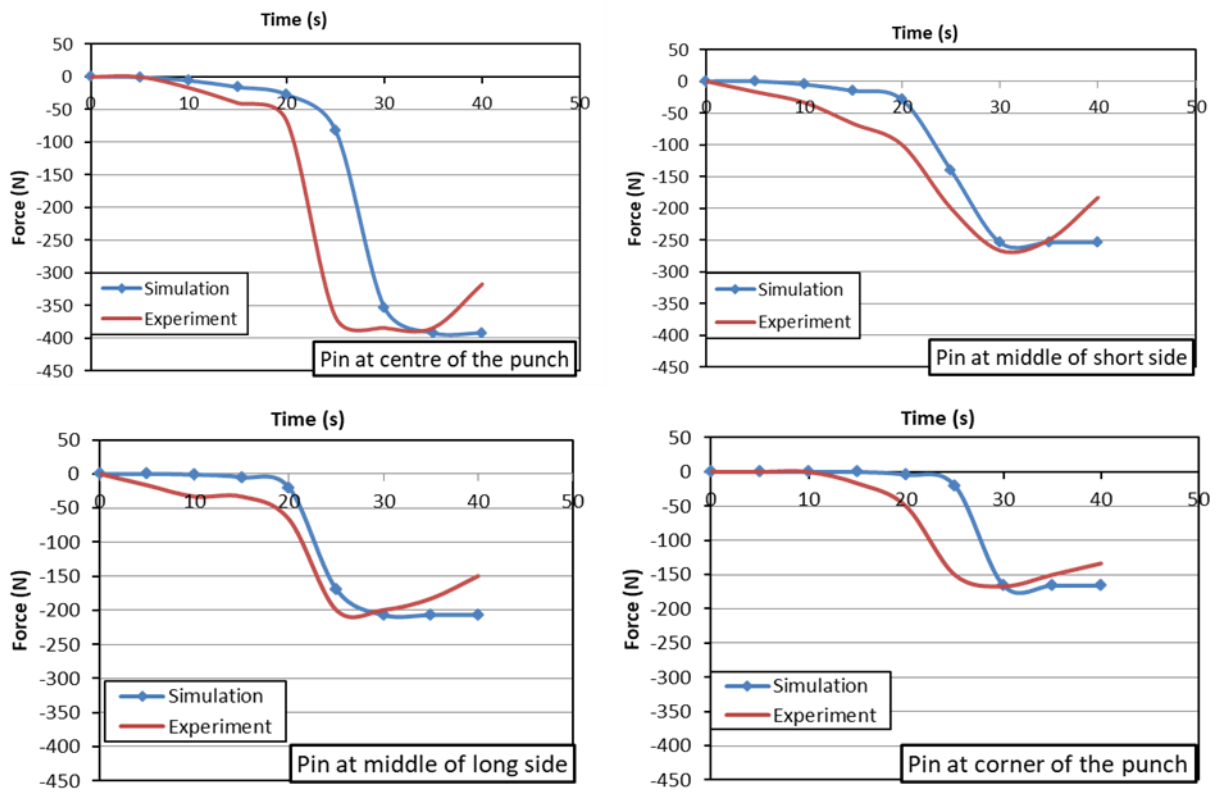 Time (s)
50
0
-50
-100
-150
-200
-250
-300
-350
-400
-450
0 10 20 30 40 50
Force (N)
Simulation
Experiment
Pin at centre of the punch
Time (s)
50
0
-50
-100
-150
-200
-250
-300
-350
-400
-450
0 10 20 30 40 50
Force (N)
Simulation
Experiment
Pin at middle of short side
Time (s)
50
0
-50
-100
-150
-200
-250
-300
-350
-400
-450
0 10 20 30 40 50
Force (N)
Simulation
Experiment
Pin at middle of long side
Time (s)
50
0
-50
-100
-150
-200
-250
-300
-350
-400
-450
0 10 20 30 40 50
Force (N)
Simulation
Experiment
Pin at corner of the punch